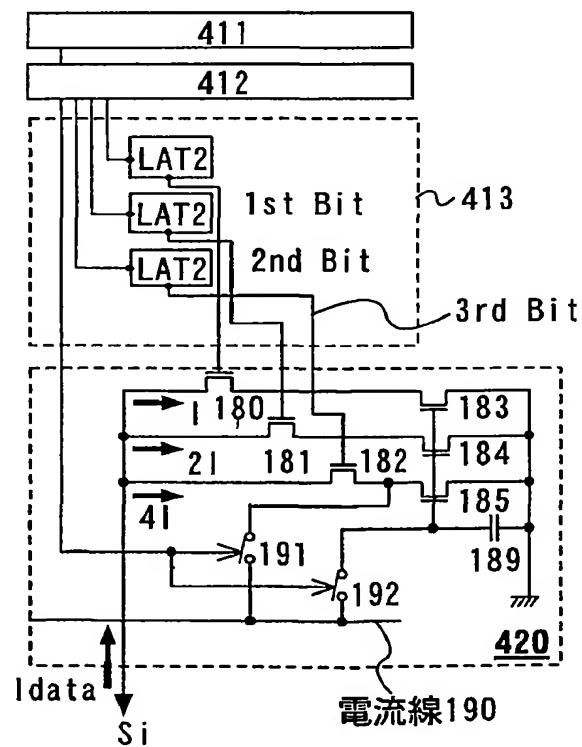 411
412
LAT2
1st Bit
413
LAT2
2nd Bit
LAT2
3rd Bit
I
180
183
2I
181
182
184
4I
185
191
189
192
420
Idata
電流線190
Si